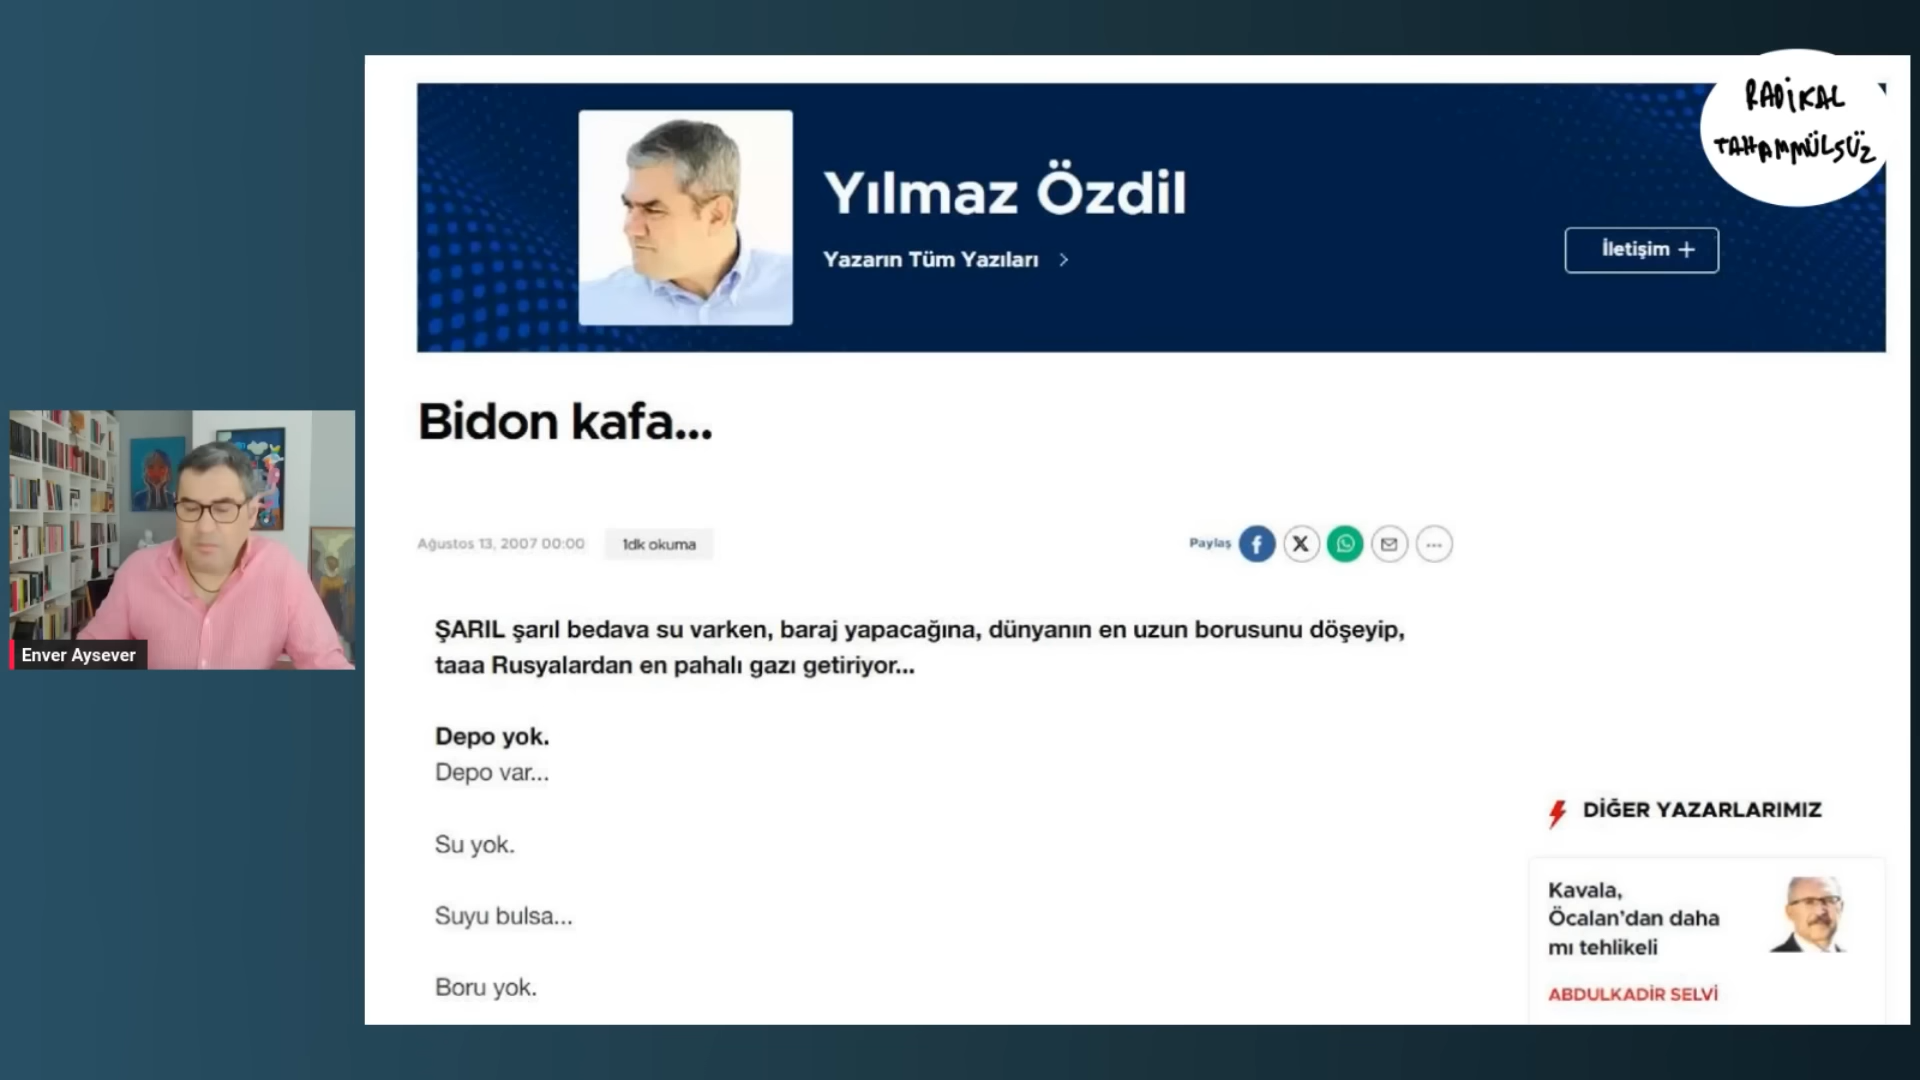 RADİKAL
TAHAMMÜLSÜZ
Yılmaz Özdil
Yazarın Tüm Yazıları
İletişim +
Bidon kafa...
Ağustos 13, 2007 00:00
1dk okuma
Paylaş
ŞARIL şarıl bedava su varken, baraj yapacağına, dünyanın en uzun borusunu döşeyip,
taaa Rusyalardan en pahalı gazı getiriyor...
Depo yok.
Depo var...
Su yok.
Suyu bulsa...
Boru yok.
DİĞER YAZARLARIMIZ
Kavala,
Öcalan'dan daha
mı tehlikeli
ABDULKADİR SELVİ
Enver Aysever